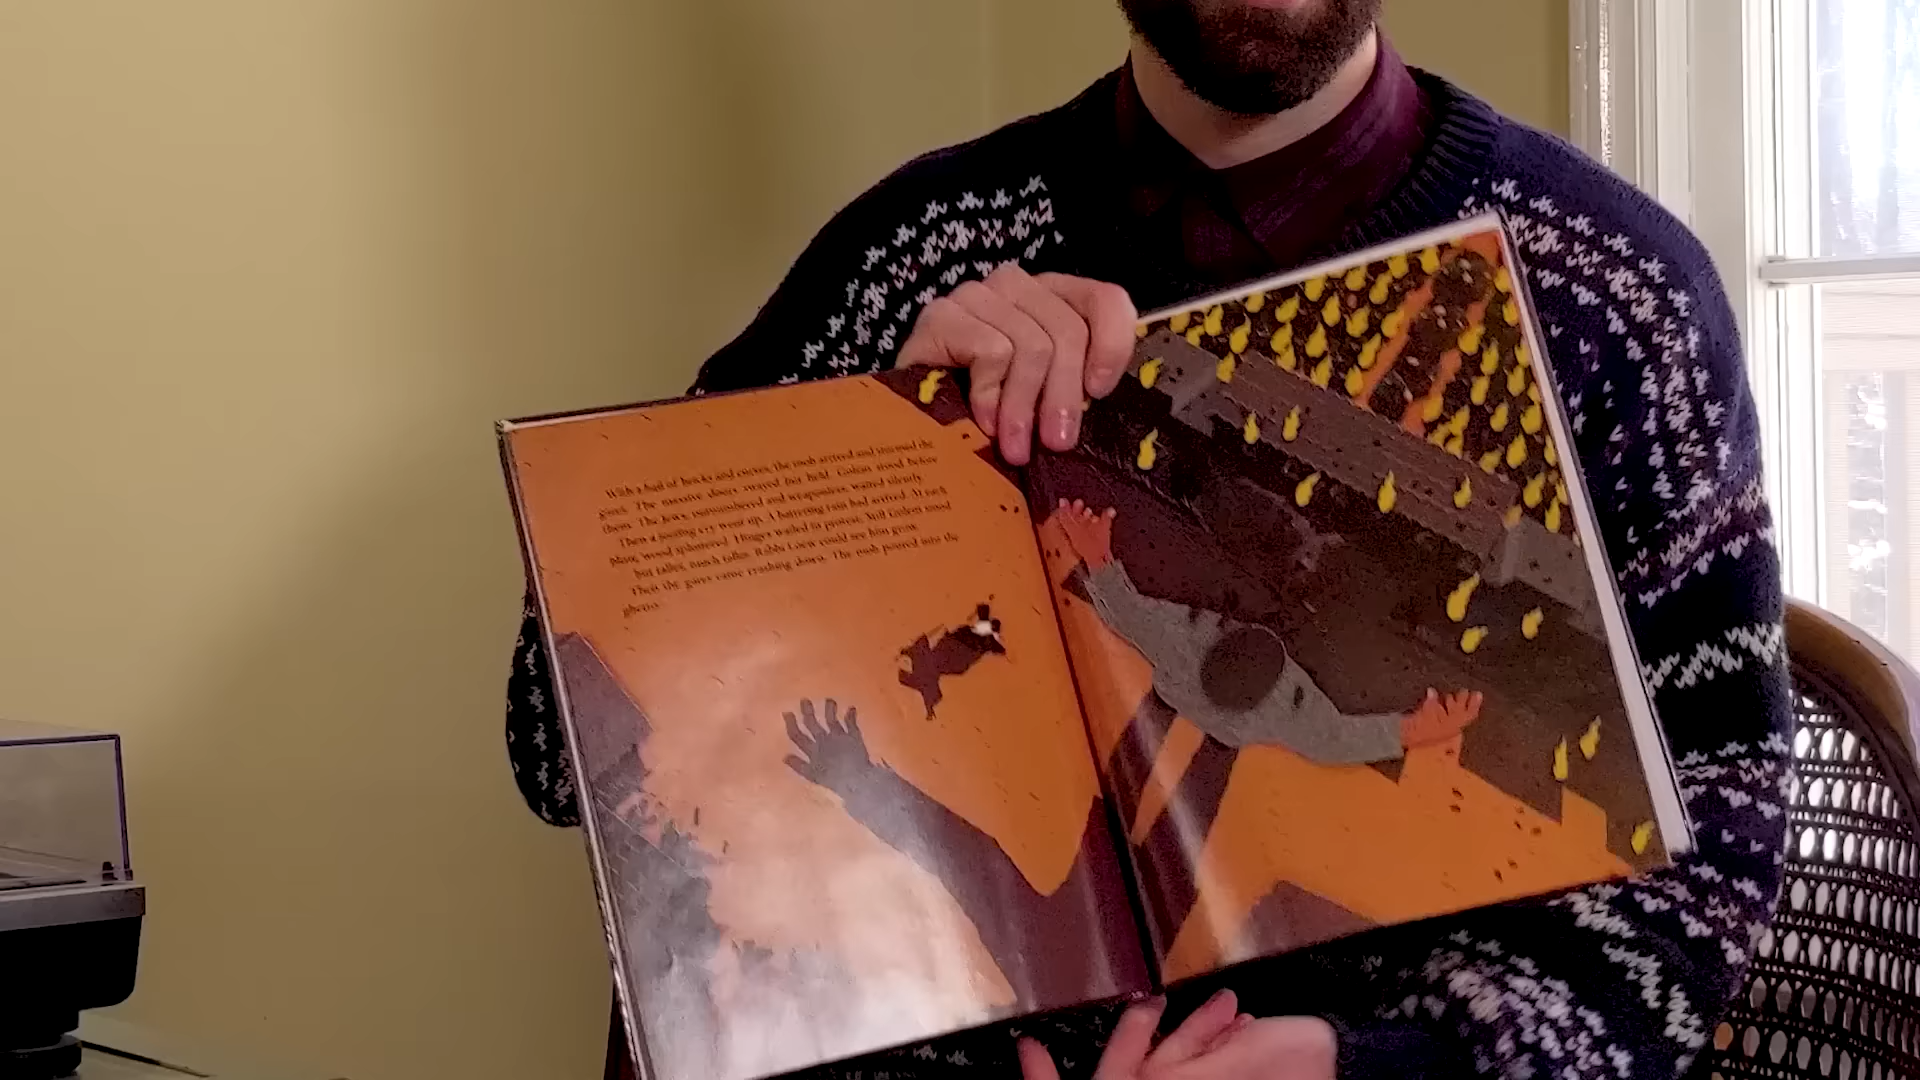 With a hail of bricks and curses, the mob arrived and stormed the
gates. The massive doors swayed but held. Golem stood before
them. The Jews, outnumbered and weaponless, waited silently.
Then a jeering cry went up. A battering ram had arrived. At each
blow, wood splintered. Hinges wailed in protest. Still Golem stood
but taller, much taller. Rabbi Loew could see him grow.
Then the gates came crashing down. The mob poured into the
ghetto.